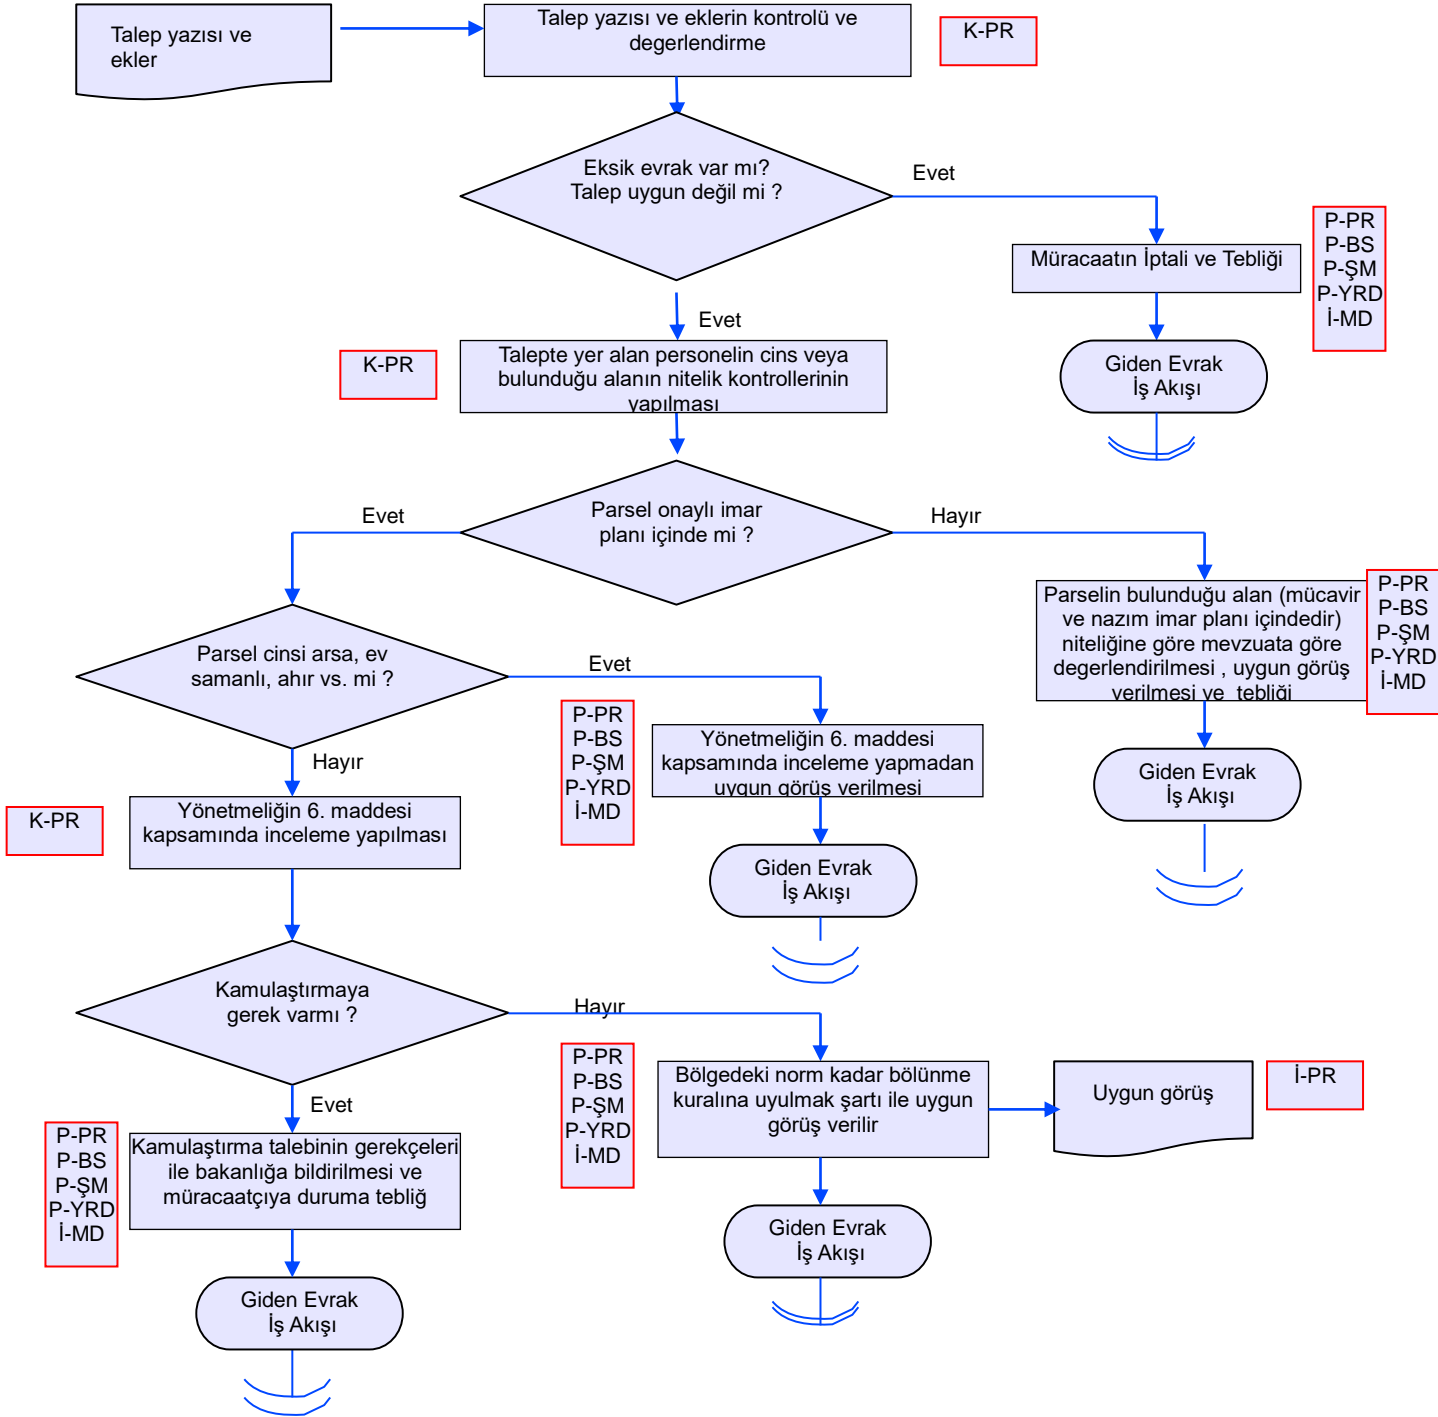 Talep yazısı ve
ekler
Talep yazısı ve eklerin kontrolü ve
degerlendirme
K-PR
Eksik evrak var mı?
Talep uygun değil mi ?
Evet
Müracaatın İptali ve Tebliği
P-PR
P-BS
P-ŞM
P-YRD
İ-MD
Giden Evrak
İş Akışı
Evet
K-PR
Talepte yer alan personelin cins veya
bulunduğu alanın nitelik kontrollerinin
yapılması
Parsel onaylı imar
planı içinde mi ?
Evet
Hayır
Parselin bulunduğu alan (mücavir
ve nazım imar planı içindedir)
niteliğine göre mevzuata göre
degerlendirilmesi , uygun görüş
verilmesi ve tebliği
P-PR
P-BS
P-ŞM
P-YRD
İ-MD
Giden Evrak
İş Akışı
Parsel cinsi arsa, ev
samanlı, ahır vs. mi ?
Evet
P-PR
P-BS
P-ŞM
P-YRD
İ-MD
Yönetmeliğin 6. maddesi
kapsamında inceleme yapmadan
uygun görüş verilmesi
Giden Evrak
İş Akışı
Hayır
K-PR
Yönetmeliğin 6. maddesi
kapsamında inceleme yapılması
Kamulaştırmaya
gerek varmı ?
Hayır
P-PR
P-BS
P-ŞM
P-YRD
İ-MD
Bölgedeki norm kadar bölünme
kuralına uyulmak şartı ile uygun
görüş verilir
Uygun görüş
İ-PR
Giden Evrak
İş Akışı
Evet
P-PR
P-BS
P-ŞM
P-YRD
İ-MD
Kamulaştırma talebinin gerekçeleri
ile bakanlığa bildirilmesi ve
müracaatçıya duruma tebliğ
Giden Evrak
İş Akışı